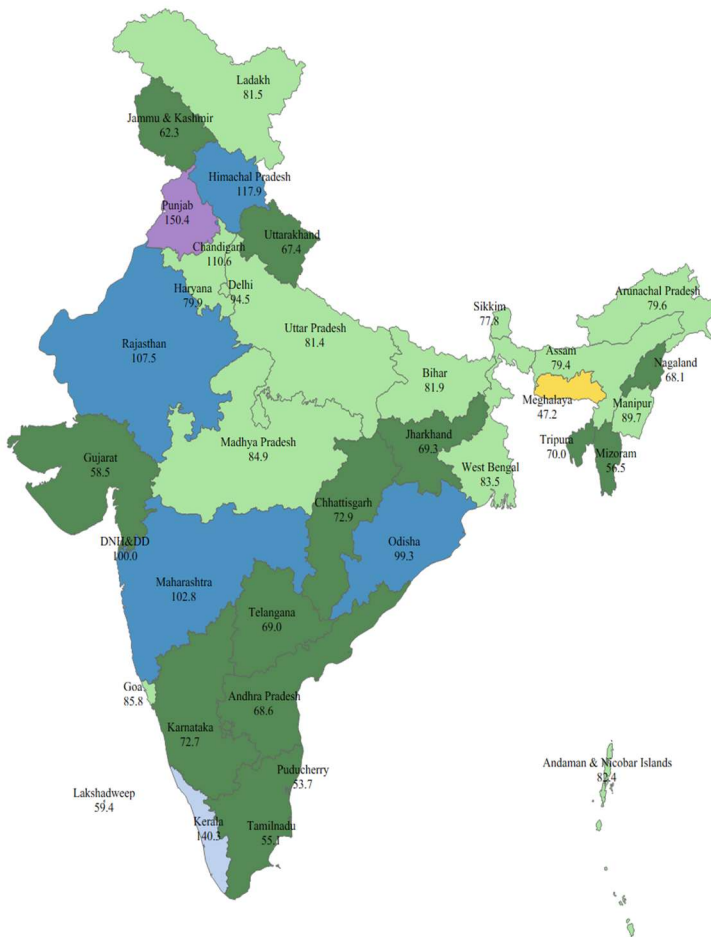 Ladakh
81.5
Jammu & Kashmir
62.3
Himachal Pradesh
117.9
Punjab
150.4
Uttarakhand
67.4
Chandigarh
110.6
Haryana
79.9
Delhi
94.5
Sikkim
77.8
Arunachal Pradesh
79.6
Uttar Pradesh
81.4
Rajasthan
107.5
Assam
79.4
Nagaland
68.1
Bihar
81.9
Meghalaya
47.2
Manipur
89.7
Madhya Pradesh
84.9
Jharkhand
69.3
Tripura
70.0
Mizoram
56.5
Gujarat
58.5
West Bengal
83.5
Chhattisgarh
72.9
DNH&DD
100.0
Odisha
99.3
Maharashtra
102.8
Telangana
69.0
Goa
85.8
Andhra Pradesh
68.6
Karnataka
72.7
Andaman & Nicobar Islands
82.4
Puducherry
53.7
Lakshadweep
59.4
Kerala
140.3
Tamilnadu
55.1